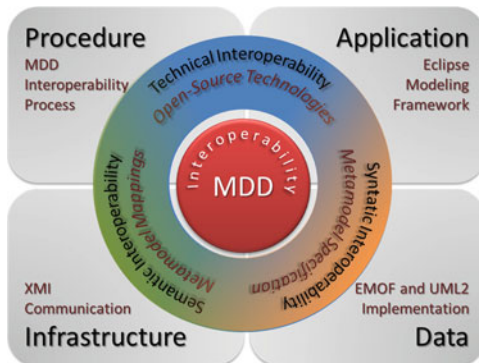 Procedure
MDD
Interoperability
Process
Application
Eclipse
Modeling
Framework
Technical Interoperability
Open-Source Technologies
Semantic Interoperability
Metamodel Mappings
Syntatic Interoperability
Metamodel Specification
Interoperability
MDD
XMI
Communication
Infrastructure
EMOF and UML2
Implementation
Data